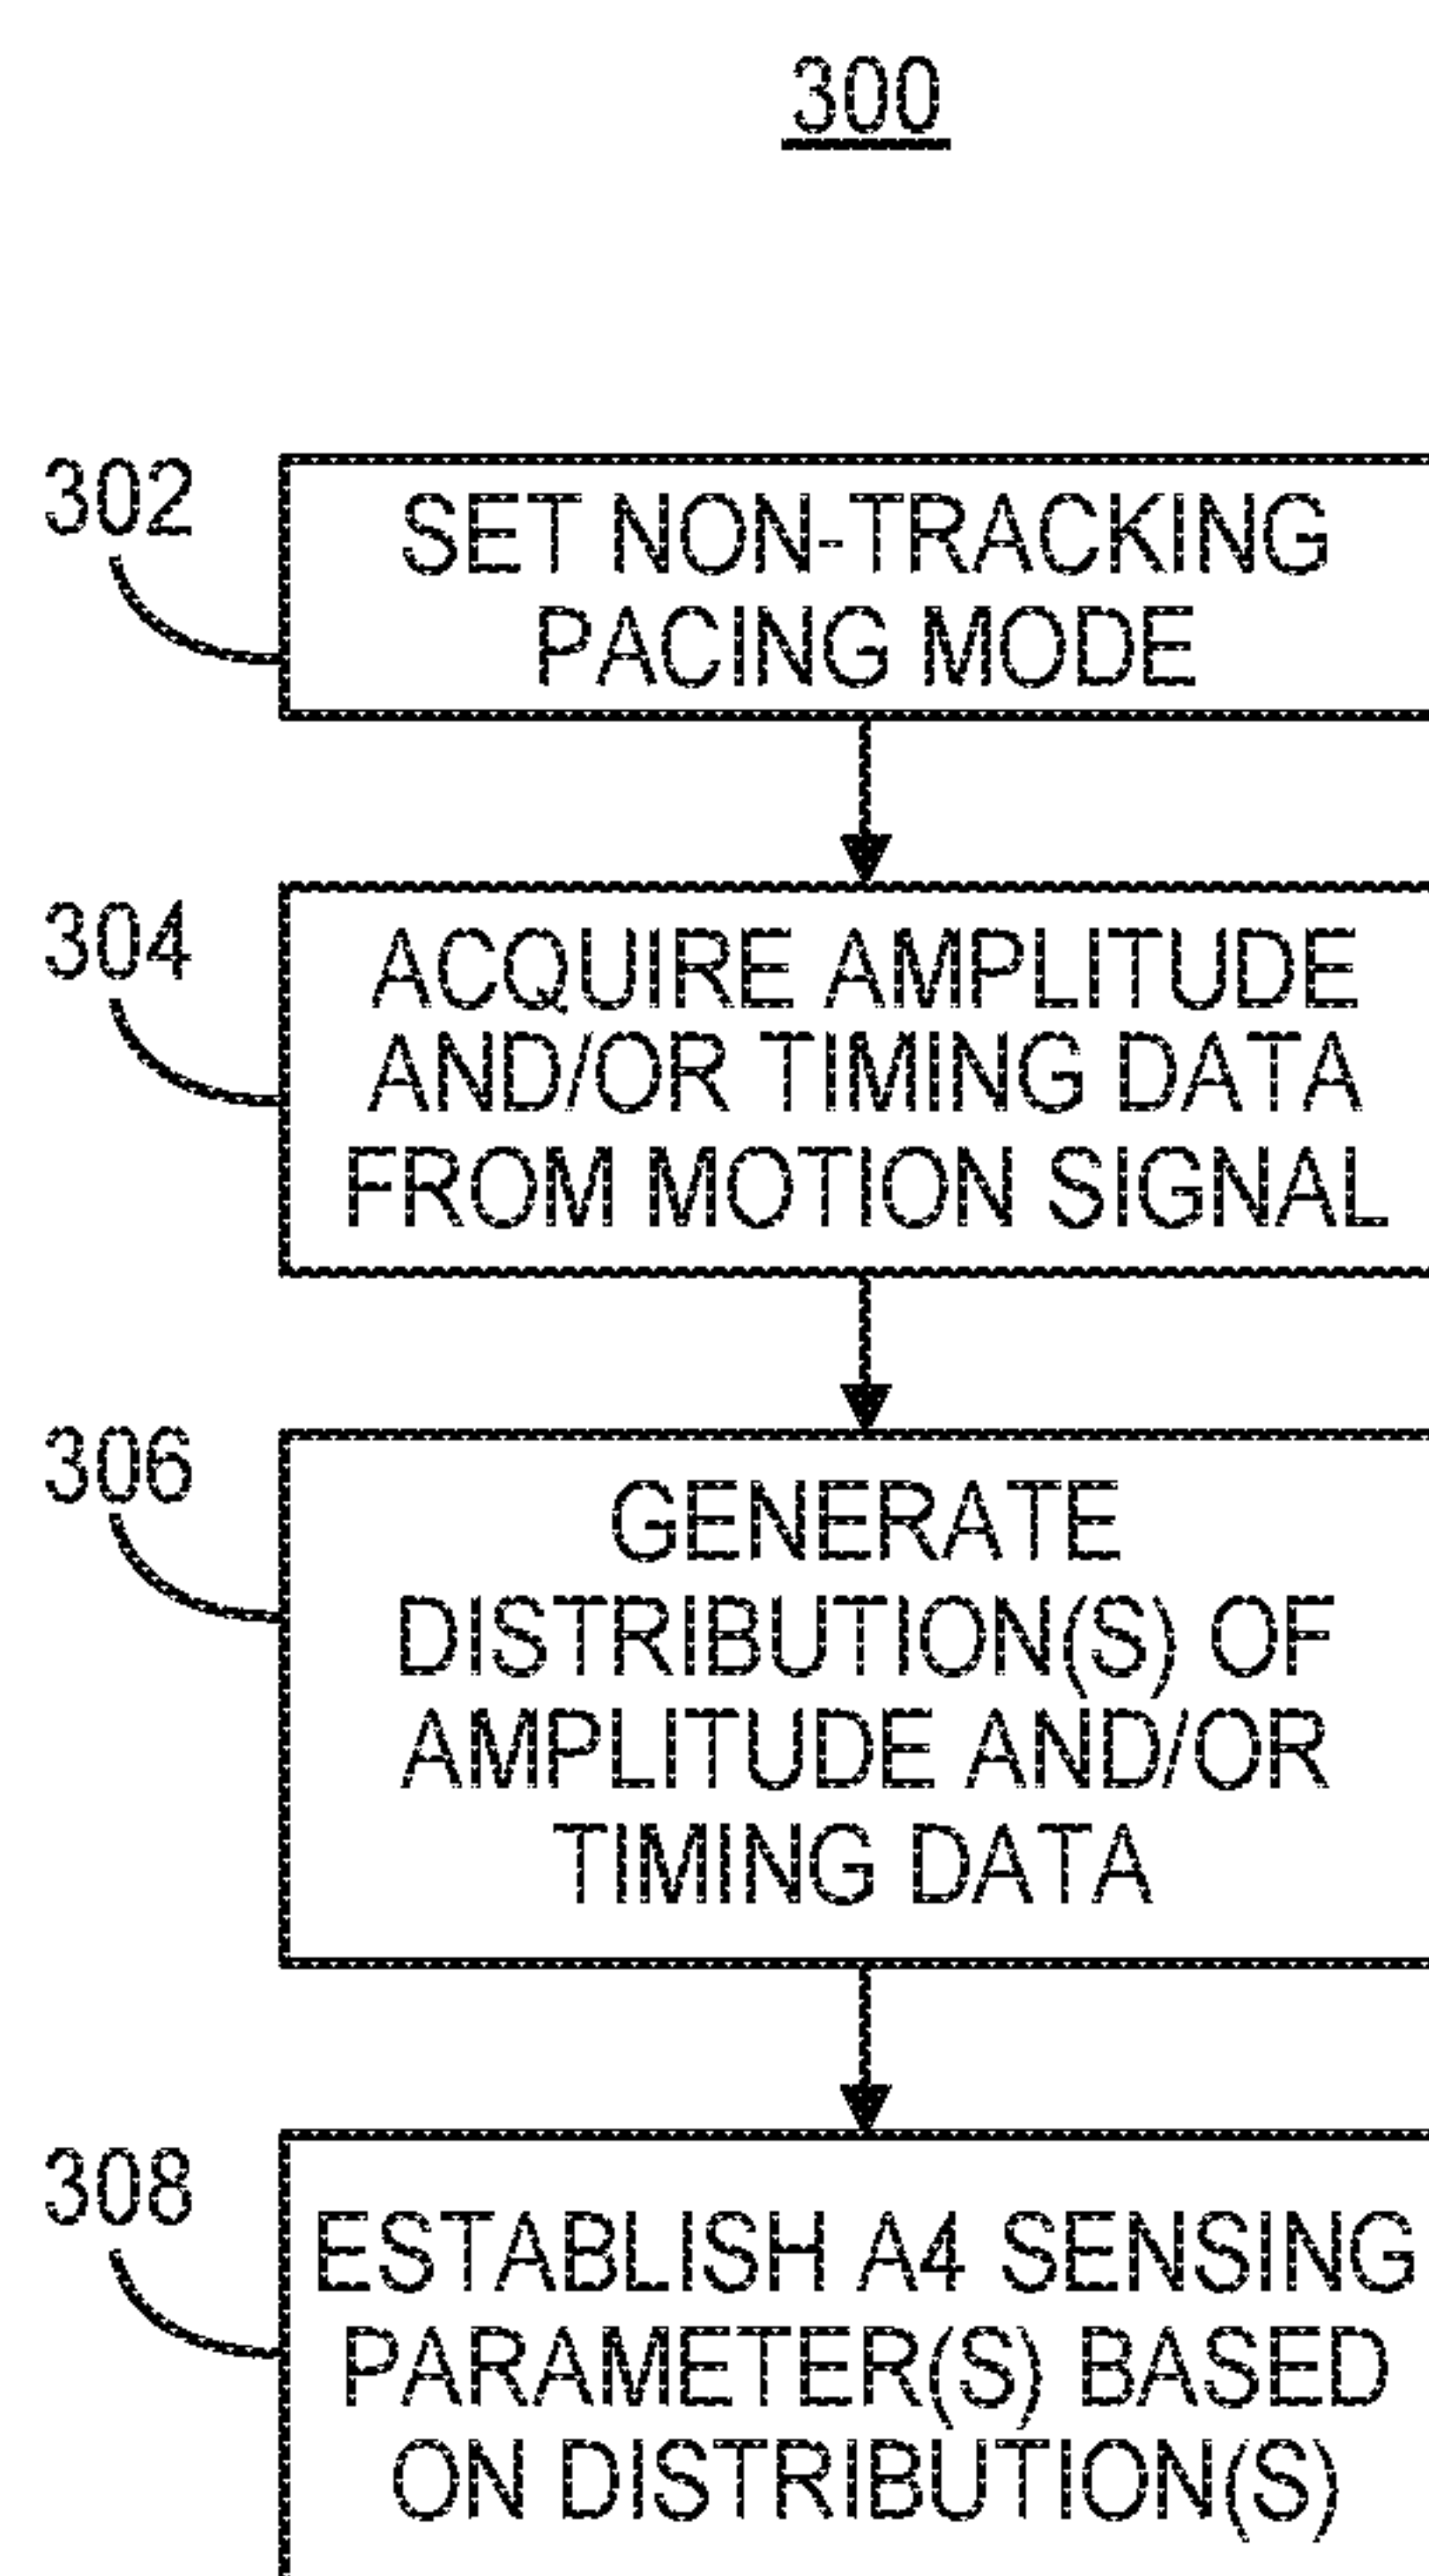 300
302
SET NON-TRACKING
PACING MODE
304
ACQUIRE AMPLITUDE
AND/OR TIMING DATA
FROM MOTION SIGNAL
306
GENERATE
DISTRIBUTION(S) OF
AMPLITUDE AND/OR
TIMING DATA
308
ESTABLISH A4 SENSING
PARAMETER(S) BASED
ON DISTRIBUTION(S)